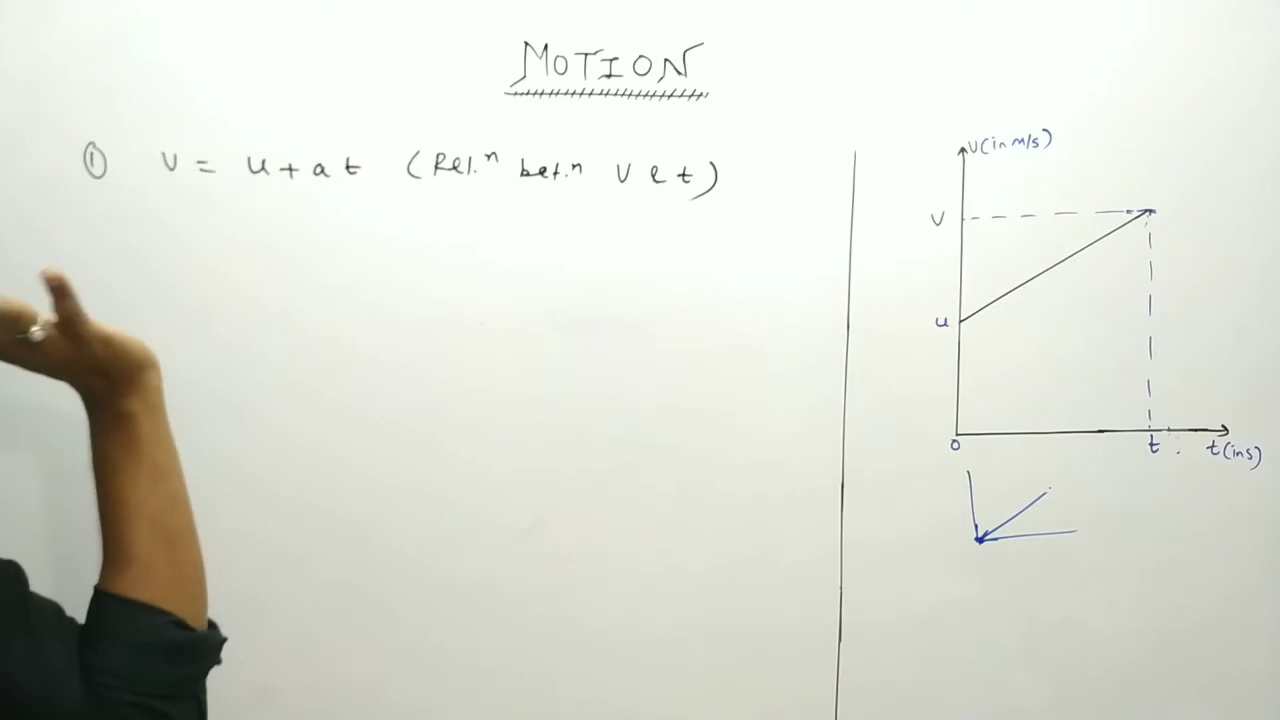 MOTION
① v = u + a t (Rel.ⁿ bet.ⁿ v & t)
v(in m/s)
v
u
0
t
t(in s)